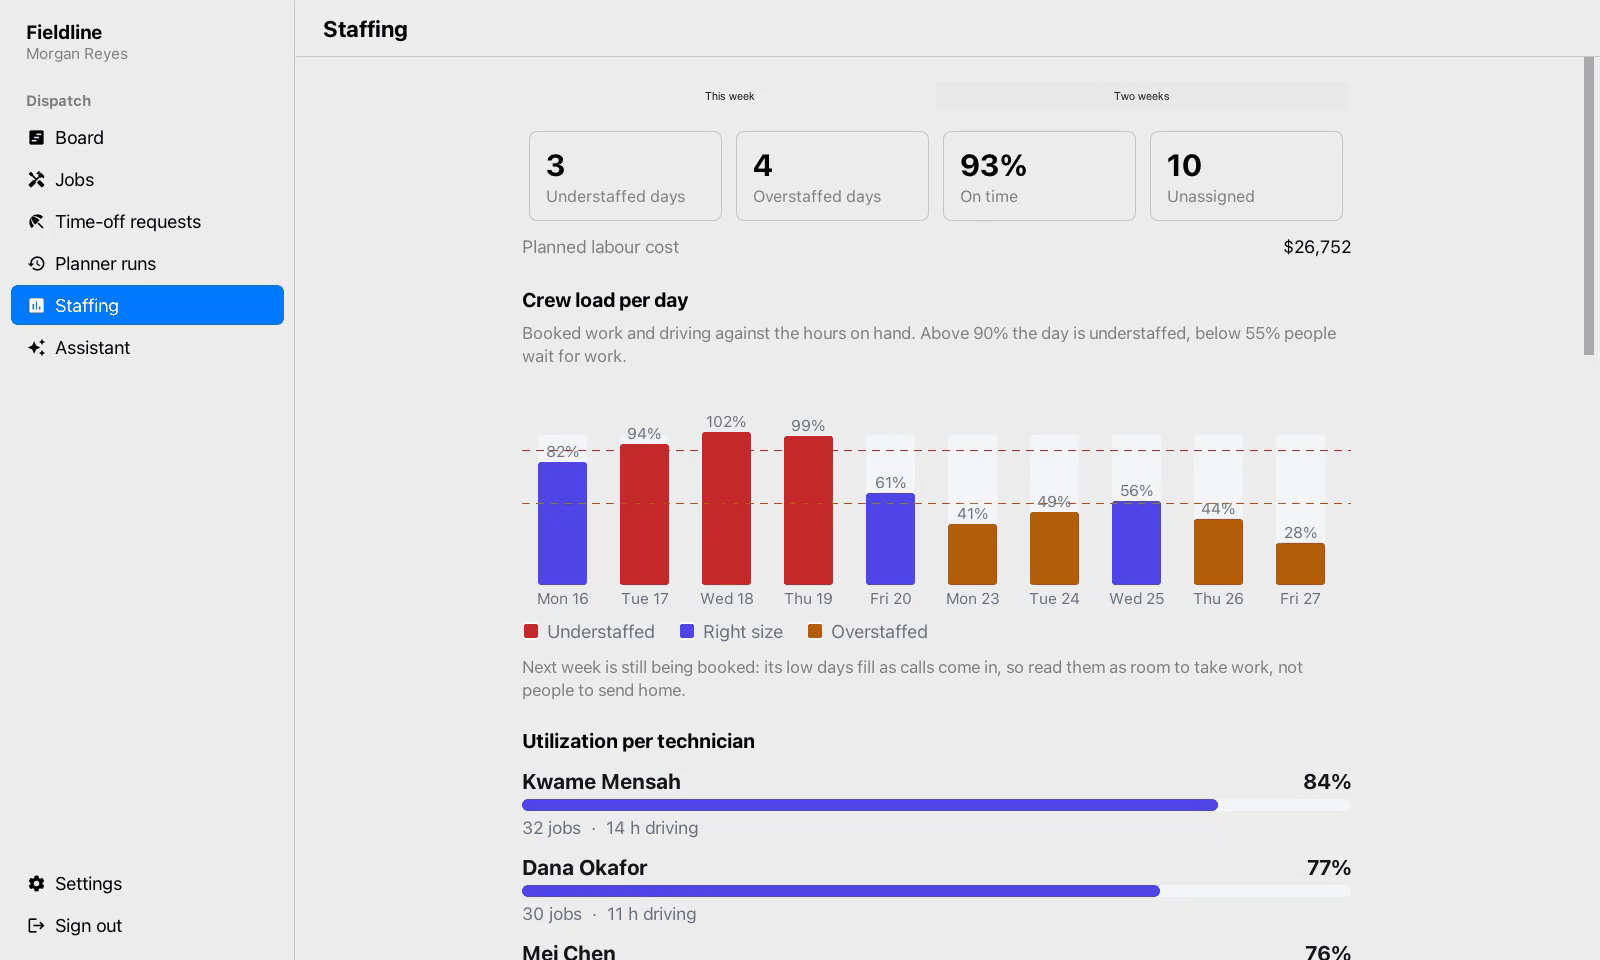 Fieldline
Morgan Reyes
Dispatch
Board
Jobs
Time-off requests
Planner runs
Staffing
Assistant
Settings
Sign out
Staffing
This week
Two weeks
3
Understaffed days
4
Overstaffed days
93%
On time
10
Unassigned
Planned labour cost
$26,752
Crew load per day
Booked work and driving against the hours on hand. Above 90% the day is understaffed, below 55% people
wait for work.
82%
94%
102%
99%
61%
41%
49%
56%
44%
28%
Mon 16
Tue 17
Wed 18
Thu 19
Fri 20
Mon 23
Tue 24
Wed 25
Thu 26
Fri 27
Understaffed
Right size
Overstaffed
Next week is still being booked: its low days fill as calls come in, so read them as room to take work, not
people to send home.
Utilization per technician
Kwame Mensah
84%
32 jobs · 14 h driving
Dana Okafor
77%
30 jobs · 11 h driving
Mei Chen
76%